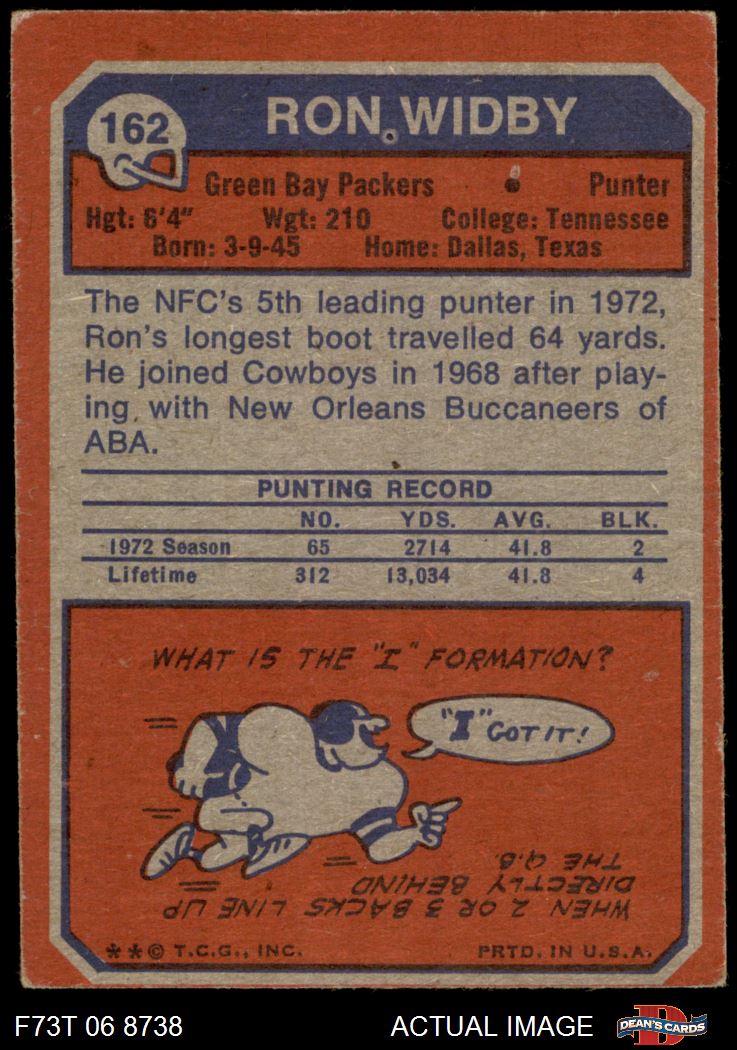 162
RON WIDBY
Green Bay Packers • Punter
Hgt: 6'4" Wgt: 210 College: Tennessee
Born: 3-9-45 Home: Dallas, Texas
The NFC's 5th leading punter in 1972,
Ron's longest boot travelled 64 yards.
He joined Cowboys in 1968 after play-
ing with New Orleans Buccaneers of
ABA.
PUNTING RECORD
NO. YDS. AVG. BLK.
1972 Season 65 2714 41.8 2
Lifetime 312 13,034 41.8 4
WHAT IS THE "I" FORMATION?
"I" GOT IT!
WHEN 2 OR 3 BACKS LINE UP
DIRECTLY BEHIND
THE Q.B.
**© T.C.G., INC. PRTD. IN U.S.A.
F73T 06 8738 ACTUAL IMAGE D DEAN'S CARDS